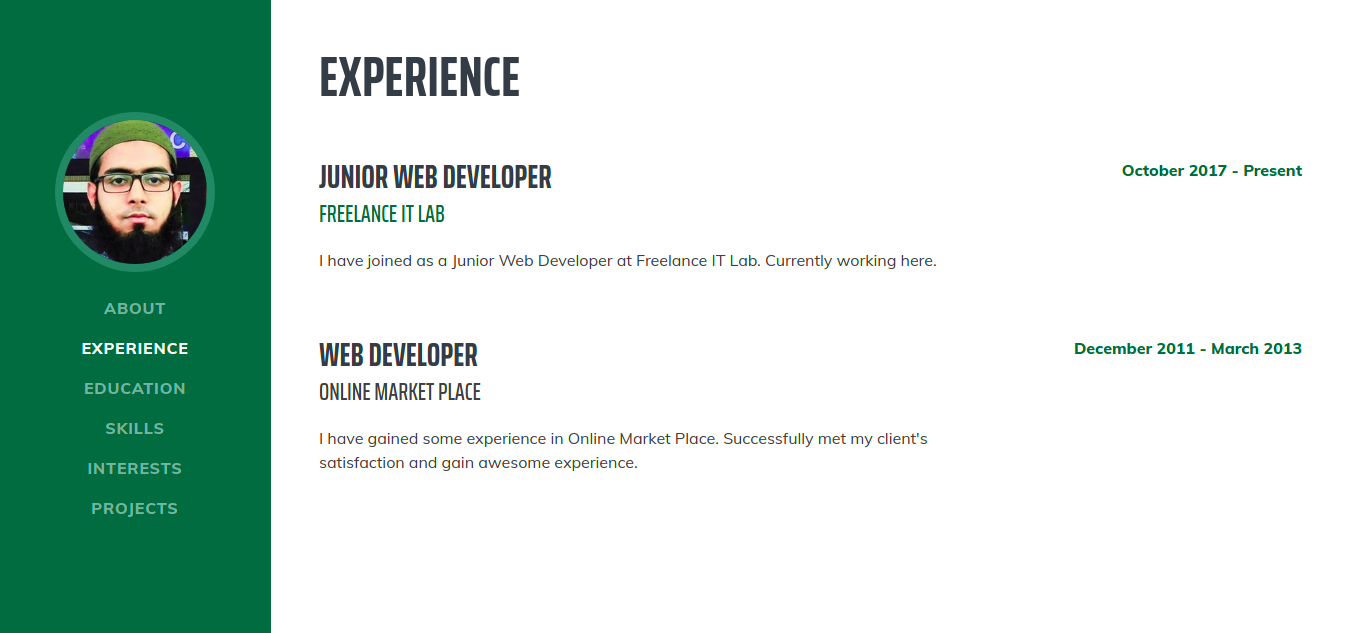 ABOUT
EXPERIENCE
EDUCATION
SKILLS
INTERESTS
PROJECTS
EXPERIENCE
JUNIOR WEB DEVELOPER
October 2017 - Present
FREELANCE IT LAB
I have joined as a Junior Web Developer at Freelance IT Lab. Currently working here.
WEB DEVELOPER
December 2011 - March 2013
ONLINE MARKET PLACE
I have gained some experience in Online Market Place. Successfully met my client's
satisfaction and gain awesome experience.